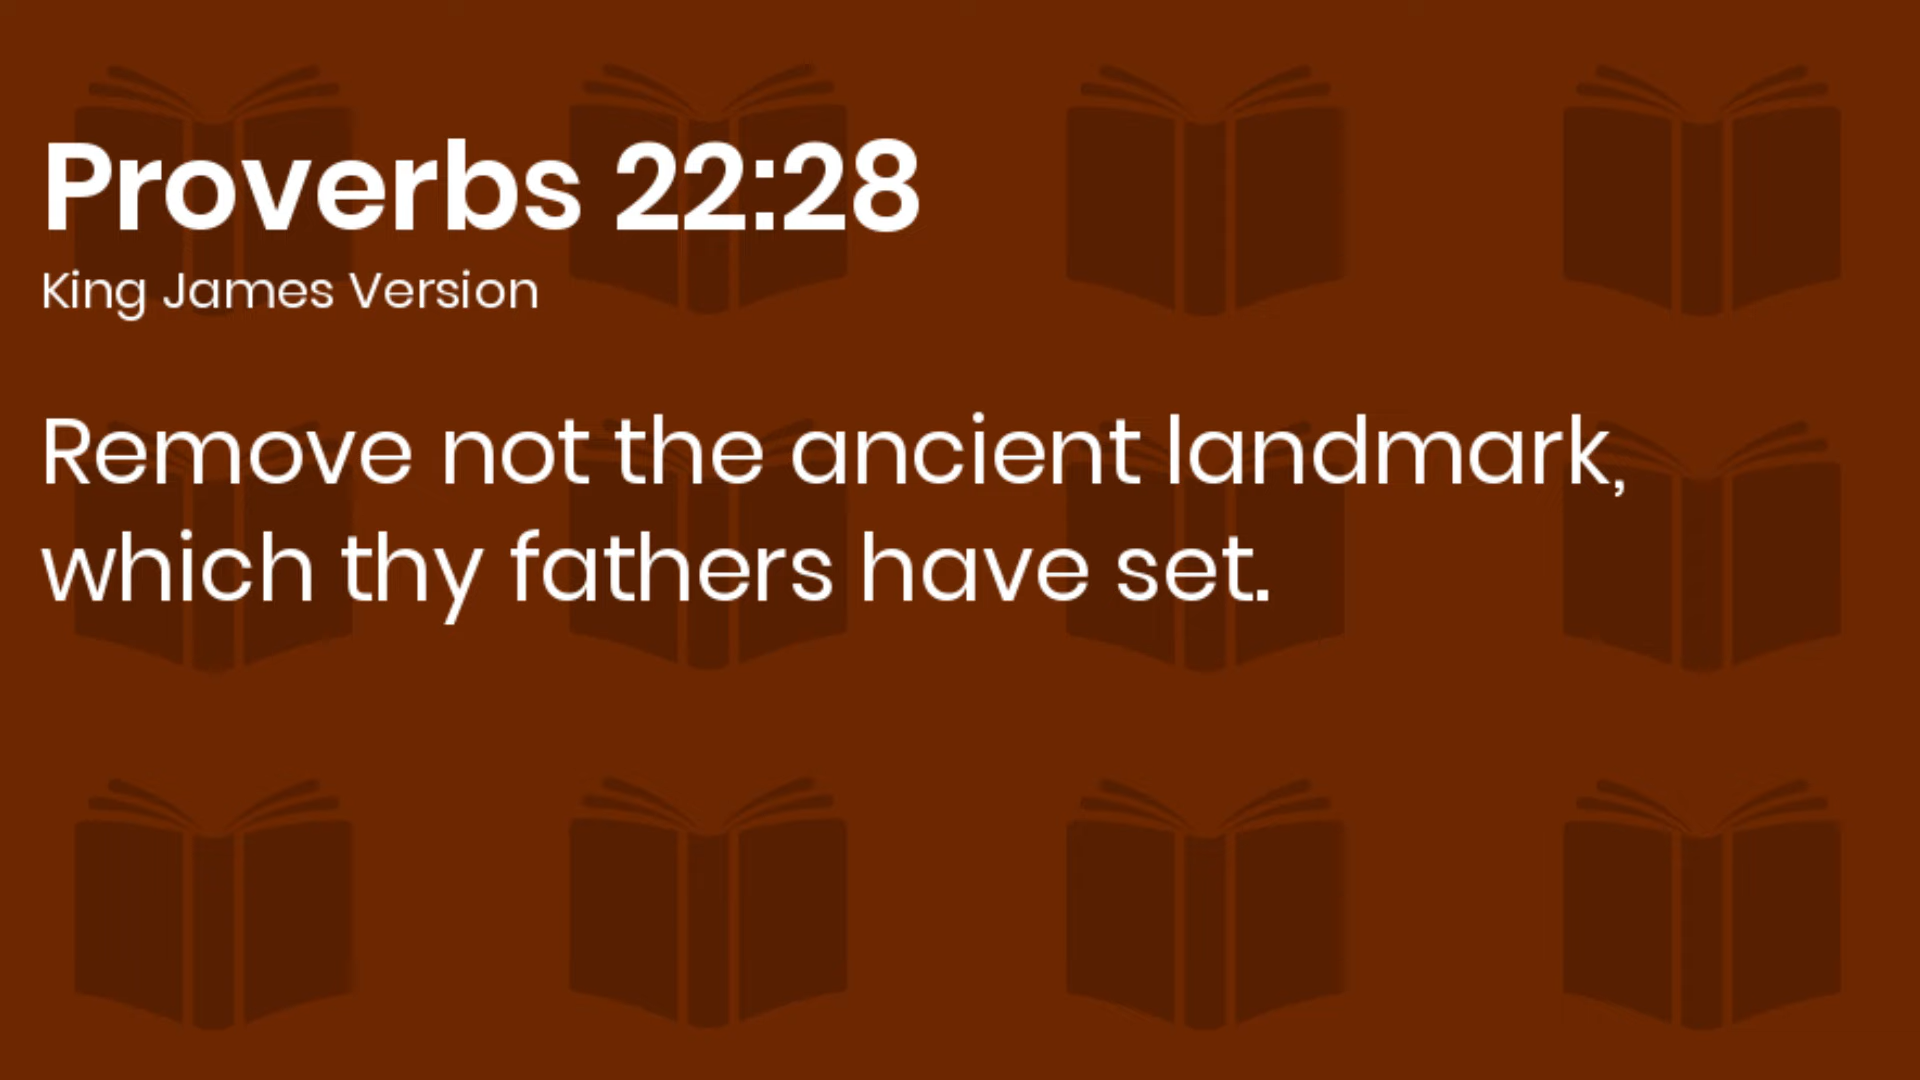 Proverbs 22:28
King James Version
Remove not the ancient landmark,
which thy fathers have set.